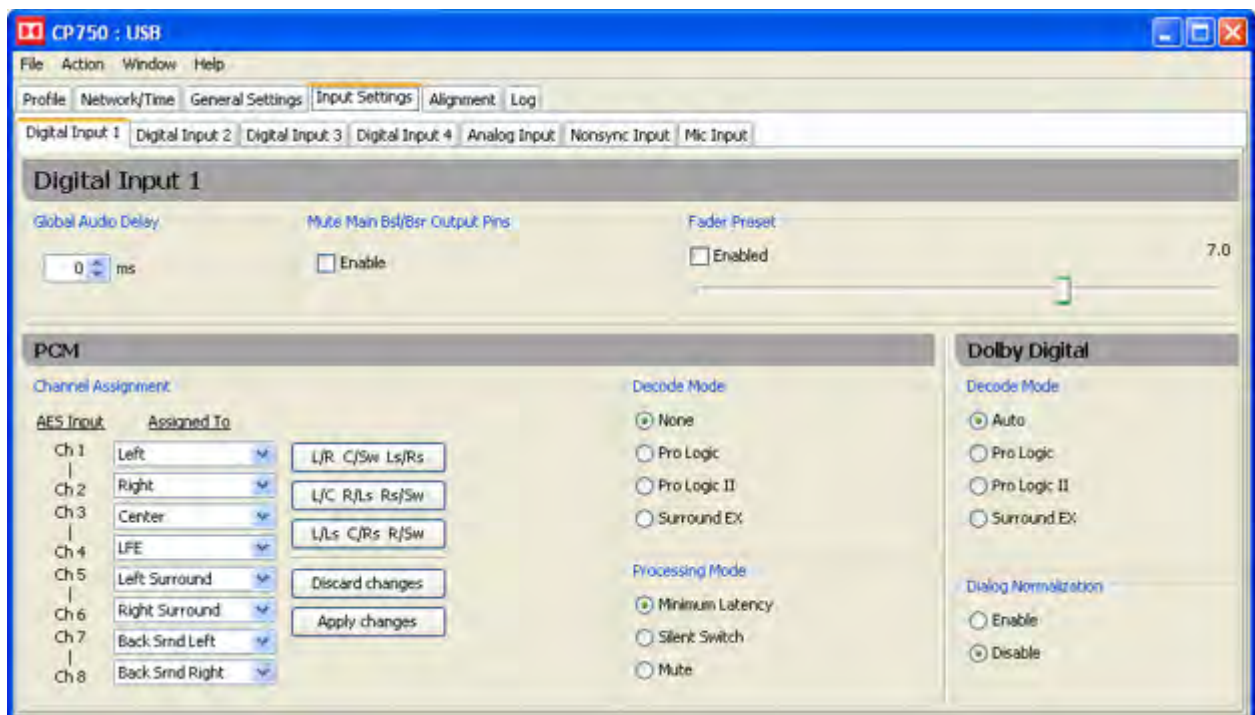 CP750 : USB
File Action Window Help
Profile Network/Time General Settings Input Settings Alignment Log
Digital Input 1 Digital Input 2 Digital Input 3 Digital Input 4 Analog Input Nonsync Input Mic Input
Digital Input 1
Global Audio Delay Mute Main Bsl/Bsr Output Pins Fader Preset
0 ms Enable Enabled 7.0
PCM
Channel Assignment
AES Input Assigned To
Ch 1 Left
Ch 2 Right
Ch 3 Center
Ch 4 LFE
Ch 5 Left Surround
Ch 6 Right Surround
Ch 7 Back Srnd Left
Ch 8 Back Srnd Right
L/R C/Sw Ls/Rs
L/C R/Ls Rs/Sw
L/Ls C/Rs R/Sw
Discard changes
Apply changes
Decode Mode
None
Pro Logic
Pro Logic II
Surround EX
Processing Mode
Minimum Latency
Silent Switch
Mute
Dolby Digital
Decode Mode
Auto
Pro Logic
Pro Logic II
Surround EX
Dialog Normalization
Enable
Disable